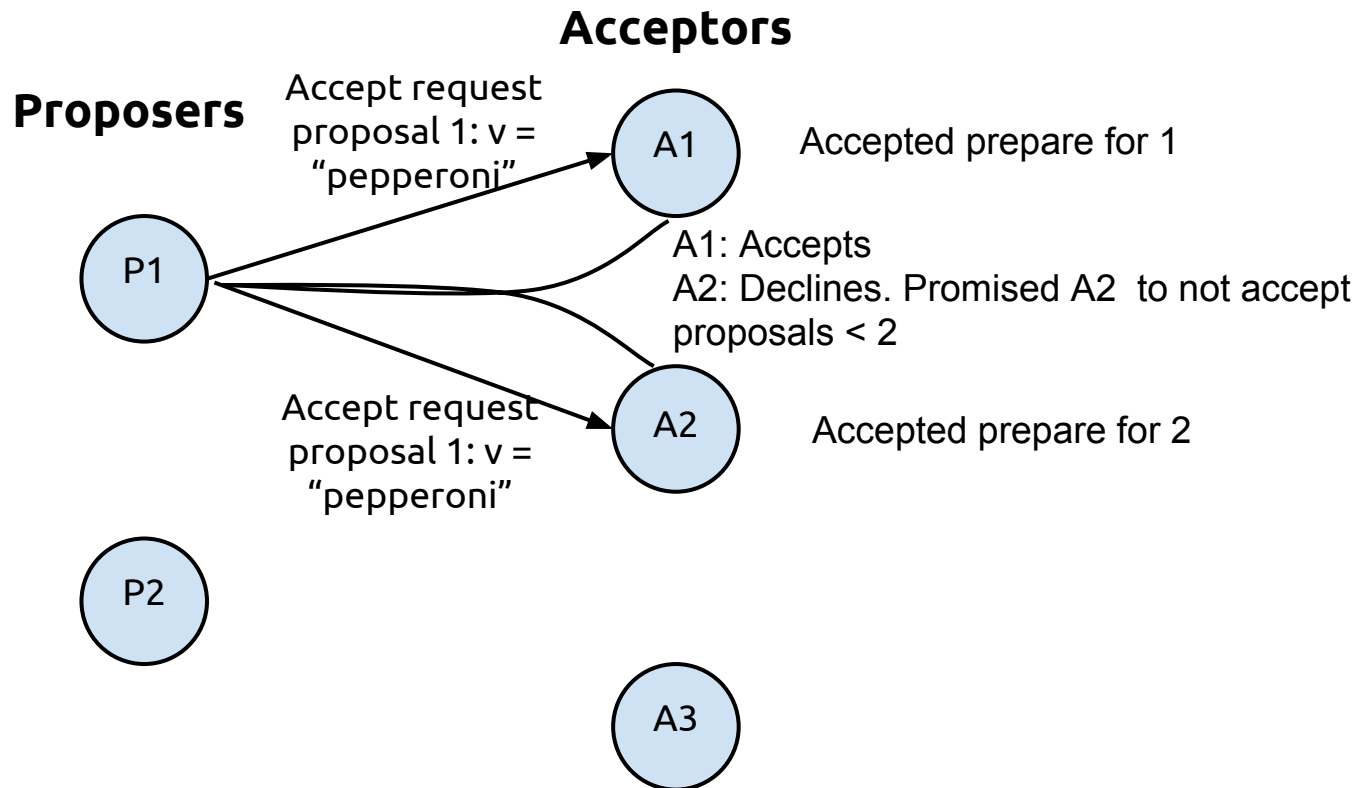 Acceptors
Proposers
Accept request
proposal 1: v =
“pepperoni”
A1
Accepted prepare for 1
P1
A1: Accepts
A2: Declines. Promised A2  to not accept
proposals < 2
Accept request
proposal 1: v =
“pepperoni”
A2
Accepted prepare for 2
P2
A3